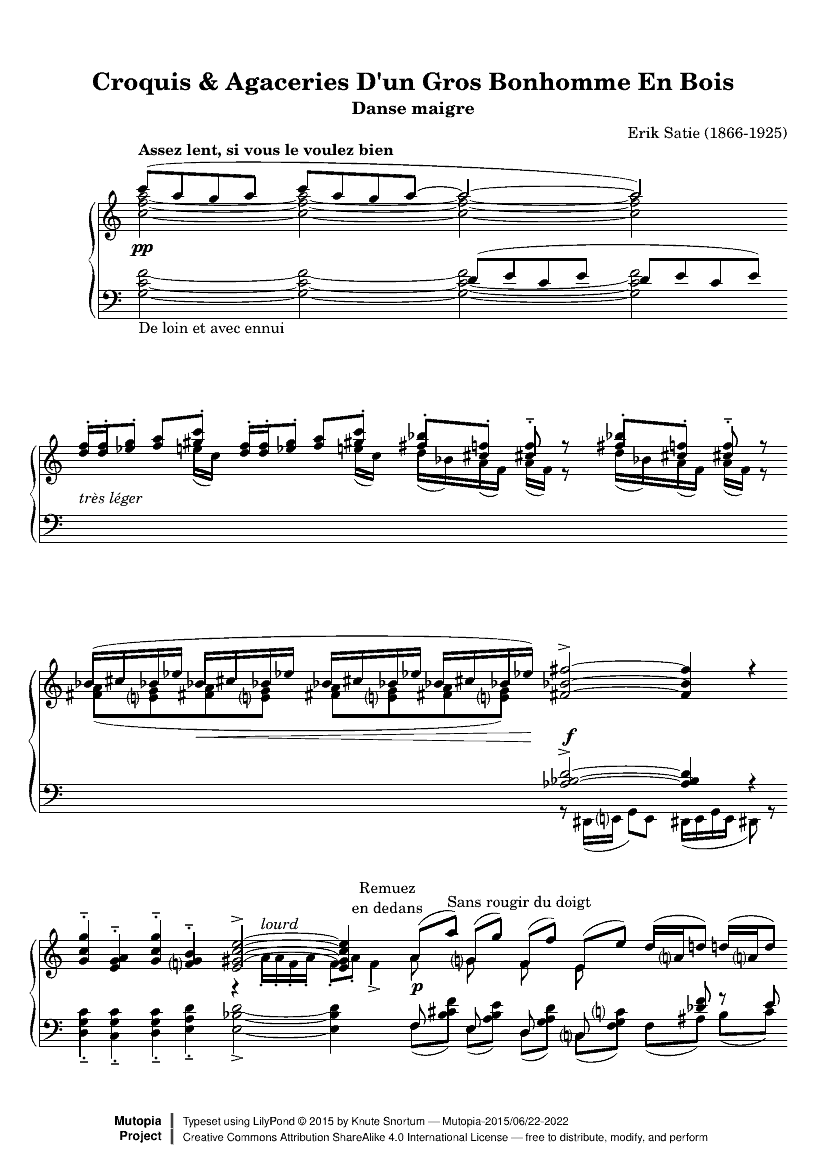 Croquis & Agaceries D'un Gros Bonhomme En Bois
Danse maigre
Erik Satie (1866-1925)
Assez lent, si vous le voulez bien
pp
De loin et avec ennui
très léger
f
Remuez
en dedans
Sans rougir du doigt
lourd
p
Mutopia
Project
Typeset using LilyPond © 2015 by Knute Snortum — Mutopia-2015/06/22-2022
Creative Commons Attribution ShareAlike 4.0 International License — free to distribute, modify, and perform